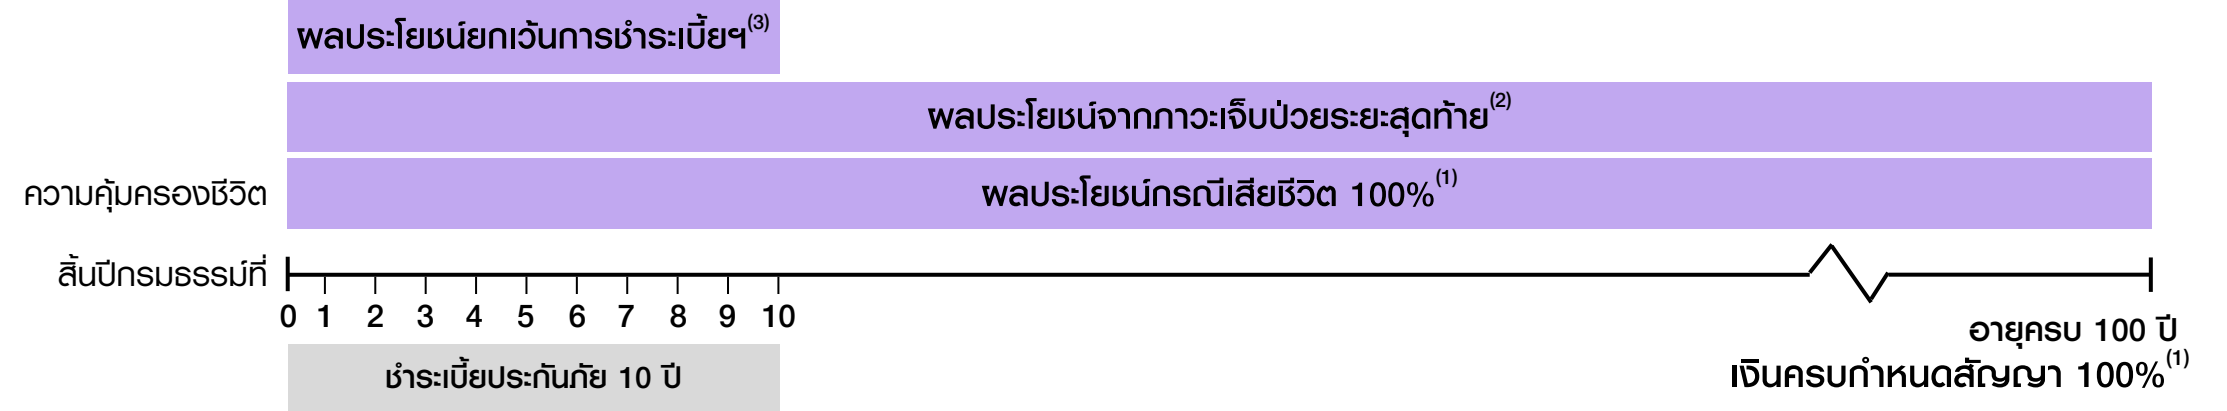 ผลประโยชน์ยกเว้นการชำระเบี้ยฯ(3)
ผลประโยชน์จากภาวะเจ็บป่วยระยะสุดท้าย(2)
ความคุ้มครองชีวิต ผลประโยชน์กรณีเสียชีวิต 100%(1)
สิ้นปีกรมธรรม์ที่
0 1 2 3 4 5 6 7 8 9 10
อายุครบ 100 ปี
ชำระเบี้ยประกันภัย 10 ปี
เงินครบกำหนดสัญญา 100%(1)